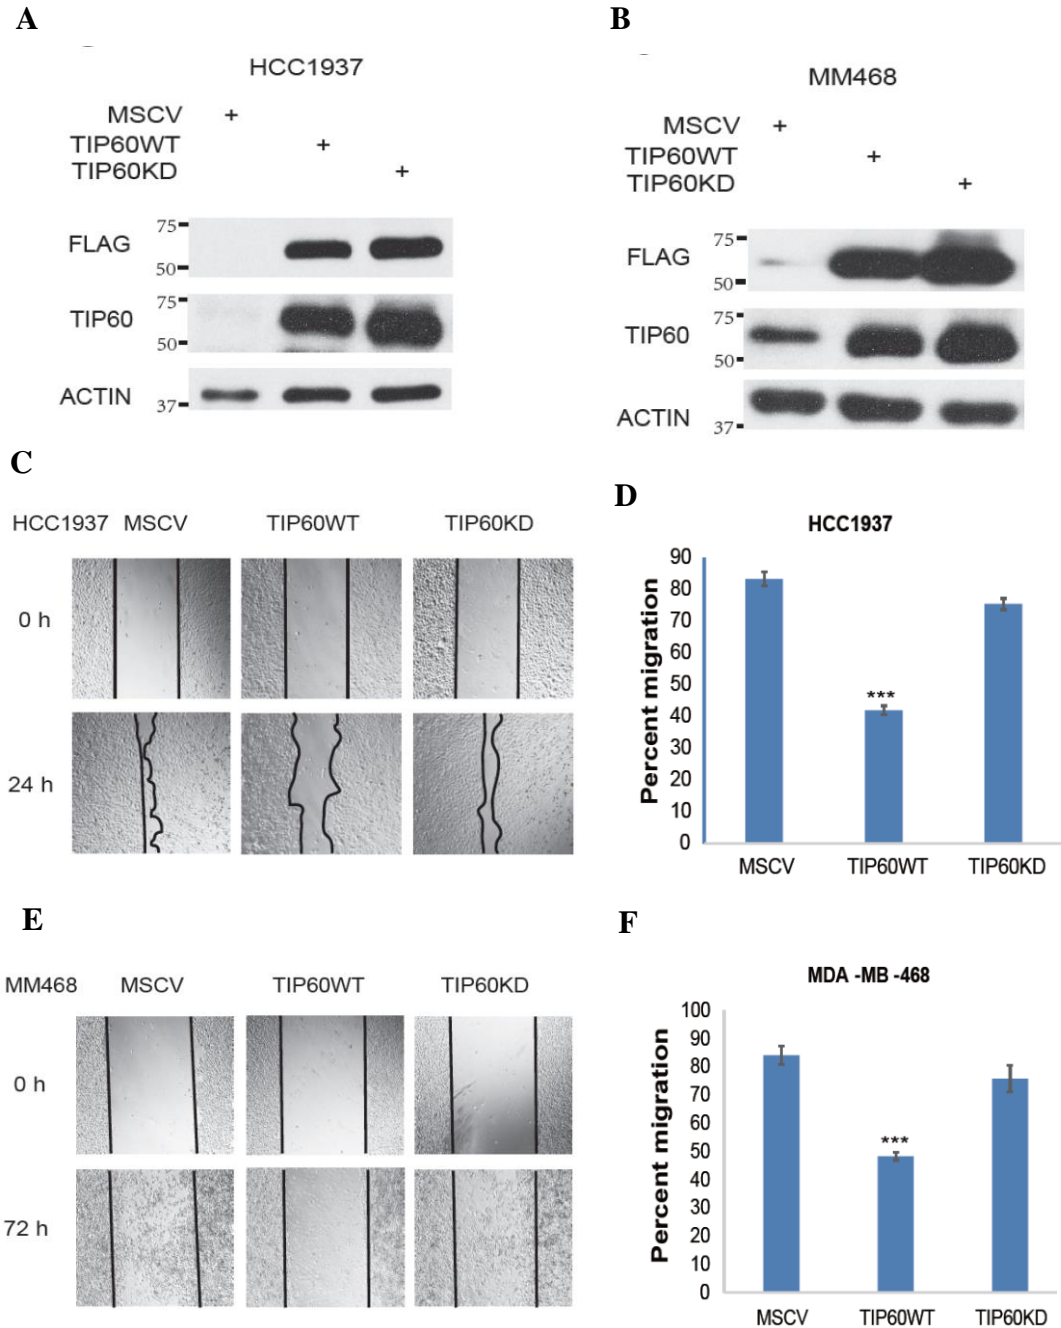 A
HCC1937
MSCV +
TIP60WT +
TIP60KD +
FLAG
75
50
TIP60
75
50
ACTIN
37
B
MM468
MSCV +
TIP60WT +
TIP60KD +
FLAG
75
50
TIP60
75
50
ACTIN
37
C
HCC1937 MSCV TIP60WT TIP60KD
0 h
24 h
D
HCC1937
Percent migration
90
80
70
60
50
40
30
20
10
0
***
MSCV TIP60WT TIP60KD
E
MM468 MSCV TIP60WT TIP60KD
0 h
72 h
F
MDA -MB -468
Percent migration
100
90
80
70
60
50
40
30
20
10
0
***
MSCV TIP60WT TIP60KD